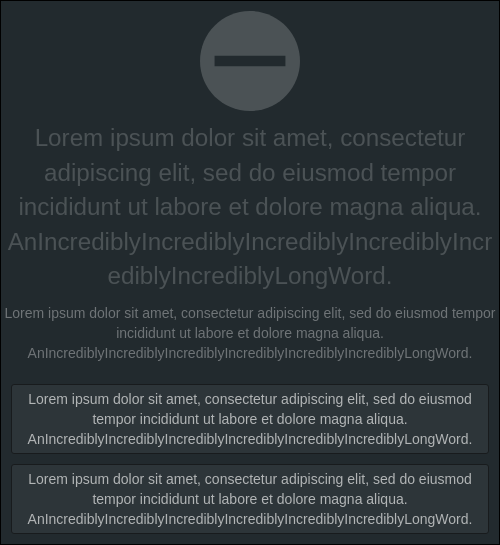 Lorem ipsum dolor sit amet, consectetur
adipiscing elit, sed do eiusmod tempor
incididunt ut labore et dolore magna aliqua.
AnIncrediblyIncrediblyIncrediblyIncrediblyIncr
ediblyIncrediblyLongWord.
Lorem ipsum dolor sit amet, consectetur adipiscing elit, sed do eiusmod tempor
incididunt ut labore et dolore magna aliqua.
AnIncrediblyIncrediblyIncrediblyIncrediblyIncrediblyIncrediblyLongWord.
Lorem ipsum dolor sit amet, consectetur adipiscing elit, sed do eiusmod
tempor incididunt ut labore et dolore magna aliqua.
AnIncrediblyIncrediblyIncrediblyIncrediblyIncrediblyIncrediblyLongWord.
Lorem ipsum dolor sit amet, consectetur adipiscing elit, sed do eiusmod
tempor incididunt ut labore et dolore magna aliqua.
AnIncrediblyIncrediblyIncrediblyIncrediblyIncrediblyIncrediblyLongWord.